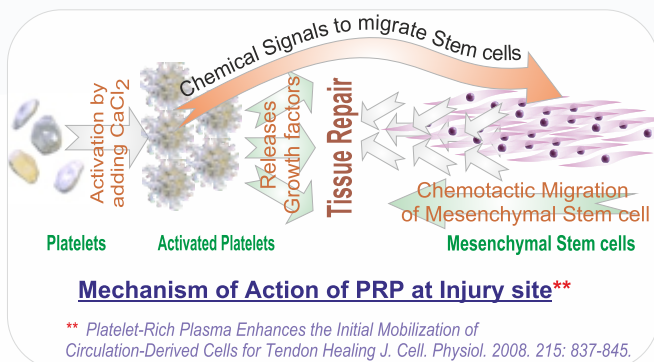 Chemical Signals to migrate Stem cells
Activation by
adding CaCl2
Releases
Growth factors
Tissue Repair
Chemotactic Migration
of Mesenchymal Stem cell
Platelets
Activated Platelets
Mesenchymal Stem cells
Mechanism of Action of PRP at Injury site**
** Platelet-Rich Plasma Enhances the Initial Mobilization of
Circulation-Derived Cells for Tendon Healing J. Cell. Physiol. 2008. 215: 837-845.